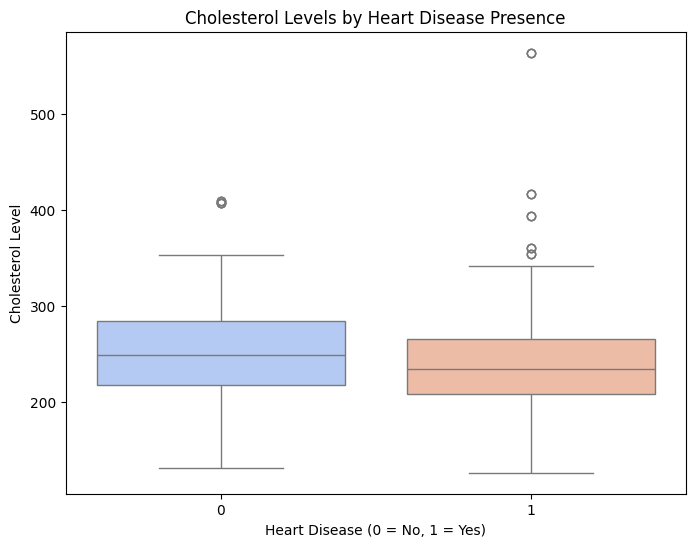 Cholesterol Levels by Heart Disease Presence
Cholesterol Level
500
400
300
200
0
1
Heart Disease (0 = No, 1 = Yes)